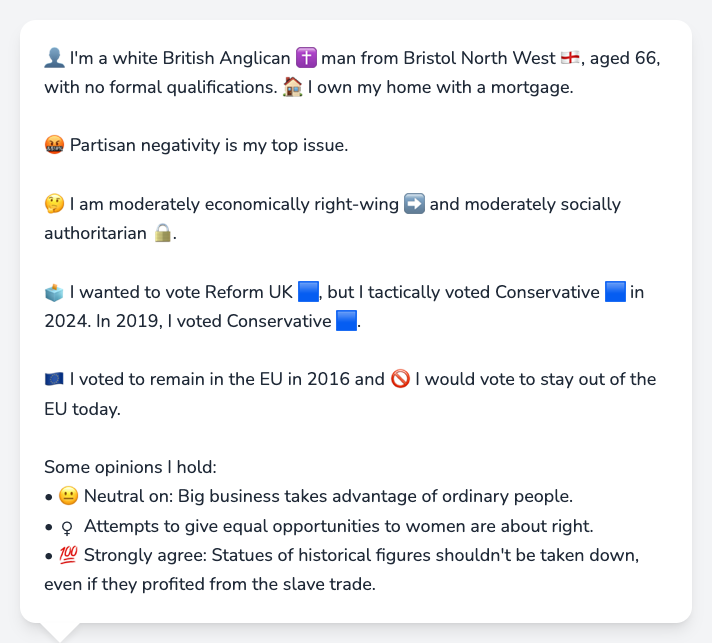 👤 I'm a white British Anglican ✝️ man from Bristol North West 🏴󠁧󠁢󠁥󠁮󠁧󠁿, aged 66,
with no formal qualifications. 🏠 I own my home with a mortgage.
🤬 Partisan negativity is my top issue.
🤔 I am moderately economically right-wing ➡️ and moderately socially
authoritarian 🔒.
🗳️ I wanted to vote Reform UK 🟦, but I tactically voted Conservative 🟦 in
2024. In 2019, I voted Conservative 🟦.
🇪🇺 I voted to remain in the EU in 2016 and 🚫 I would vote to stay out of the
EU today.
Some opinions I hold:
• 😐 Neutral on: Big business takes advantage of ordinary people.
• ♀ Attempts to give equal opportunities to women are about right.
• 💯 Strongly agree: Statues of historical figures shouldn't be taken down,
even if they profited from the slave trade.